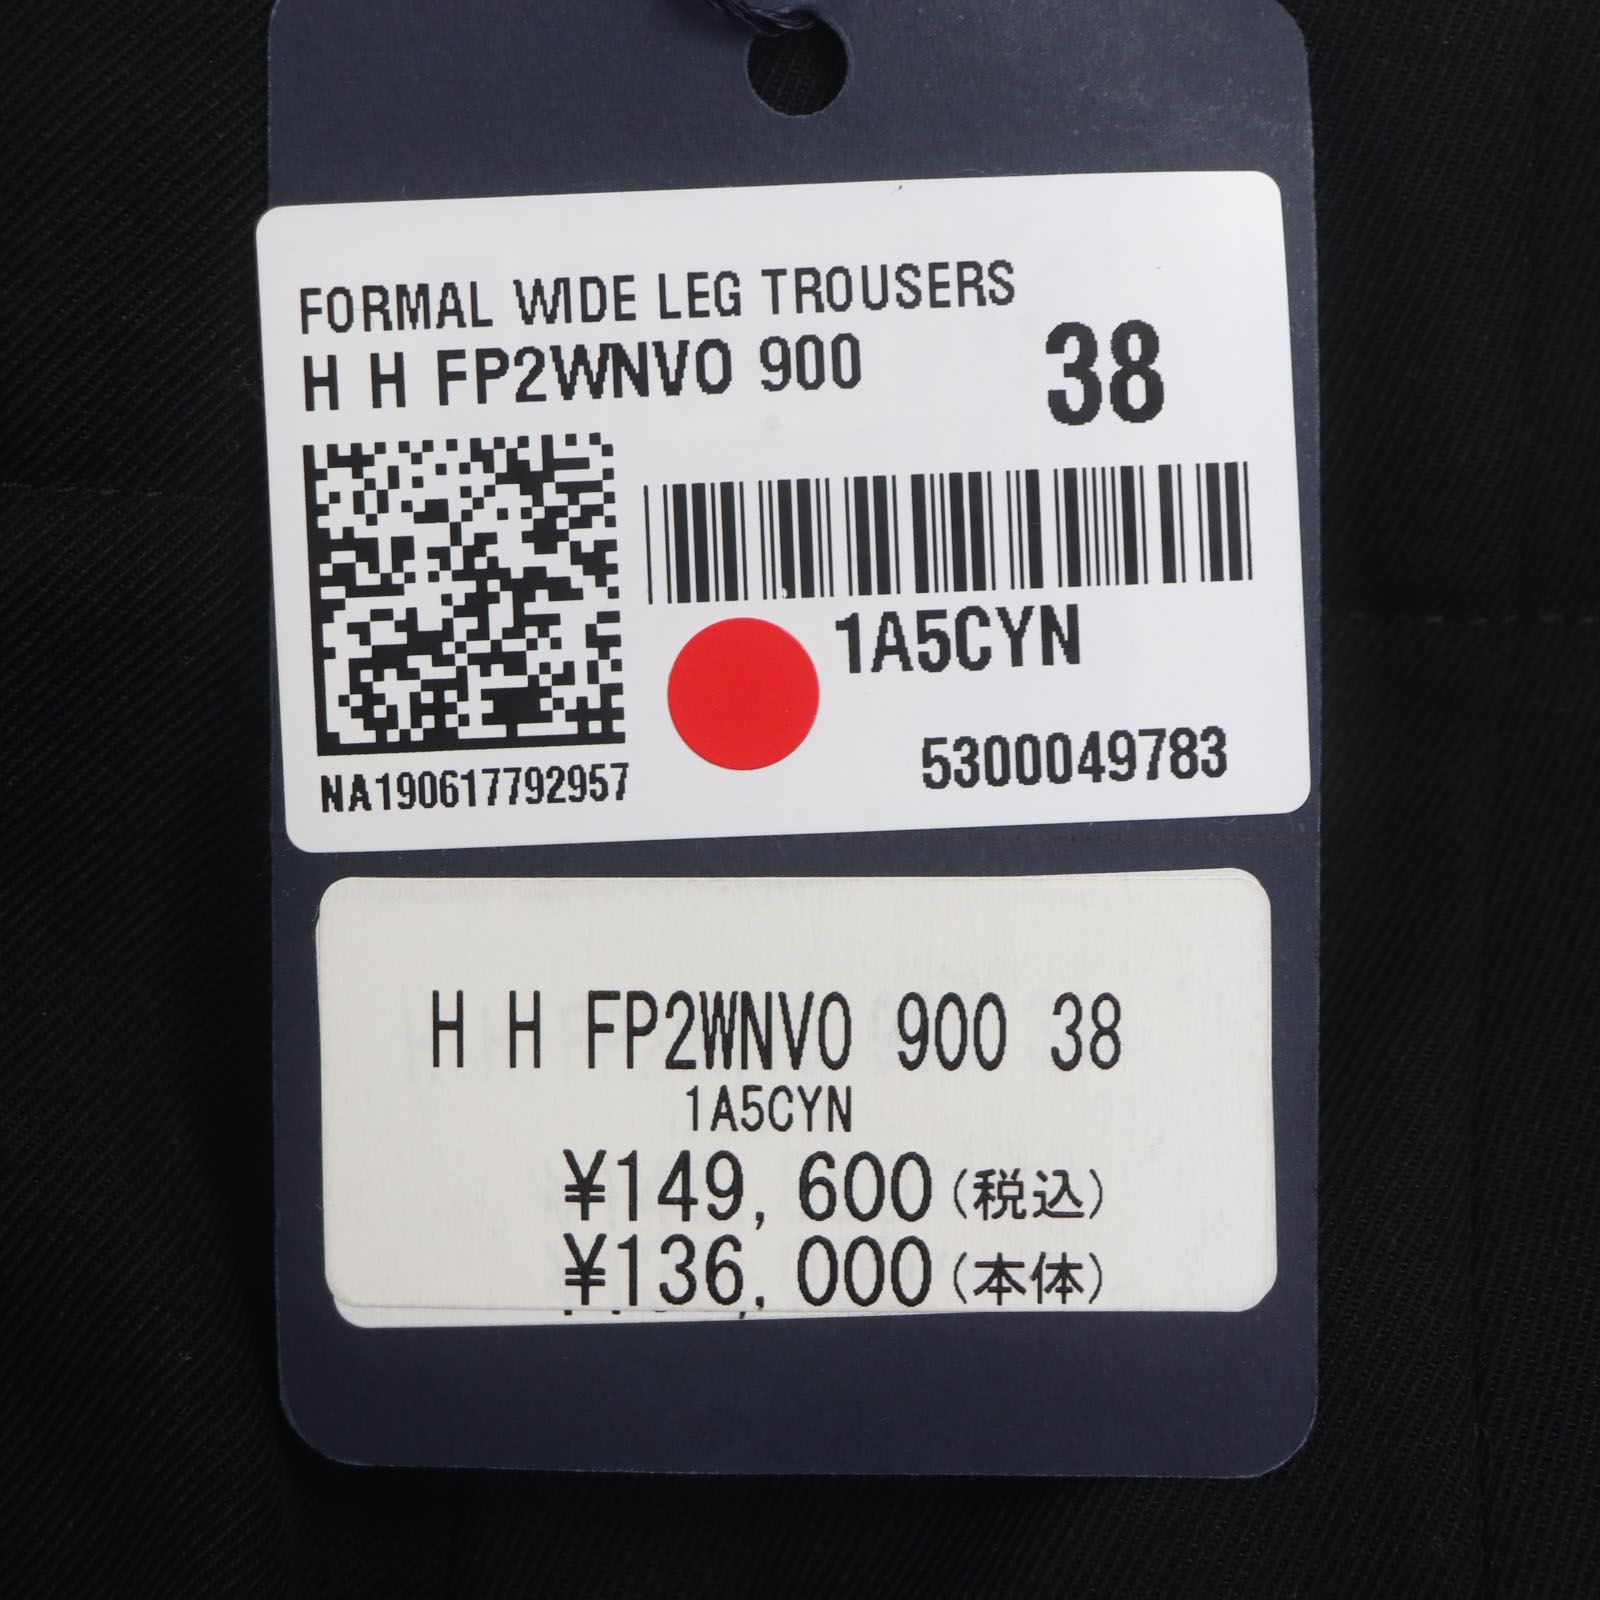 FORMAL WIDE LEG TROUSERS
H H FP2WNVO 900 38
1A5CYN
5300049783
NA190617792957
H H FP2WNVO 900 38
1A5CYN
¥149,600(税込)
¥136,000(本体)